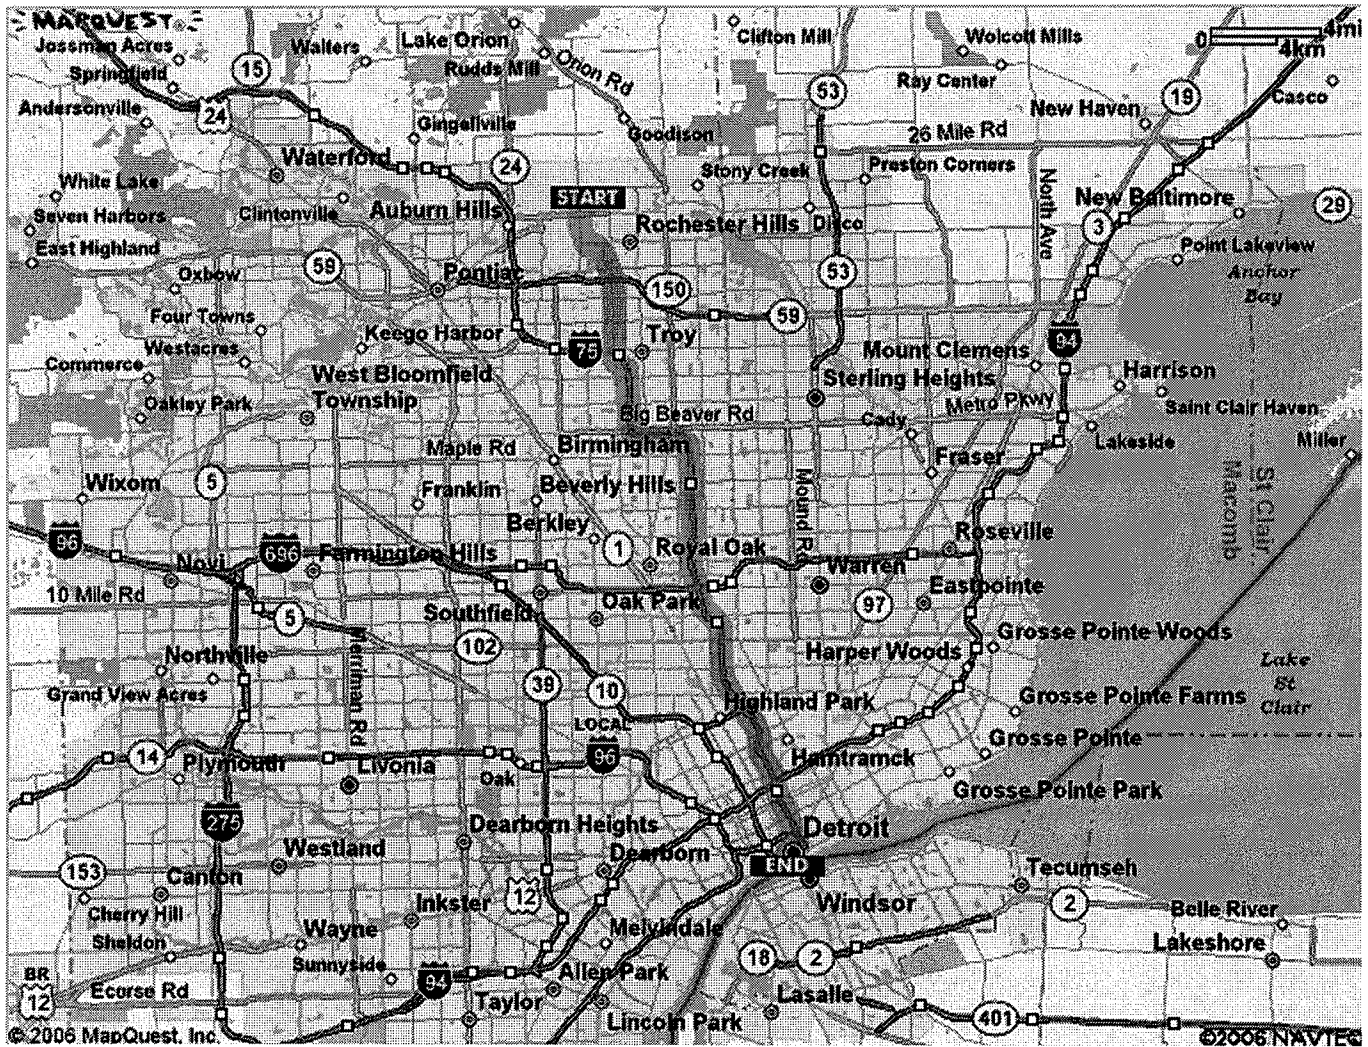 MAPQUEST
Jossman Acres
Walters
Lake Orion
Clifton Mill
Wolcott Mills
0
4mi
4km
Springfield
15
Rudds Mill
Orion Rd
53
Ray Center
19
Casco
Andersonville
24
Gingellville
Goodison
New Haven
26 Mile Rd
Waterford
24
Stony Creek
Preston Corners
White Lake
START
North Ave
New Baltimore
29
Seven Harbors
Clintonville
Auburn Hills
Rochester Hills
Disco
3
East Highland
Point Lakeview
Oxbow
59
Pontiac
150
53
Anchor
Bay
Four Towns
Keego Harbor
Troy
59
94
Westacres
75
Mount Clemens
Commerce
West Bloomfield
Township
Sterling Heights
Harrison
Oakley Park
Big Beaver Rd
Cady
Metro Pkwy
Saint Clair Haven
Maple Rd
Birmingham
Lakeside
Miller
Wixom
5
Franklin
Beverly Hills
Mound Rd
Fraser
St Clair
Macomb
96
696
Farmington Hills
Berkley
1
Royal Oak
Roseville
Novi
Warren
10 Mile Rd
5
Southfield
Oak Park
97
Eastpointe
Northville
Merriman Rd
102
Harper Woods
Grosse Pointe Woods
Grand View Acres
39
10
Highland Park
Grosse Pointe Farms
Lake
St
Clair
LOCAL
96
14
Plymouth
Livonia
Oak
Hamtramck
Grosse Pointe
Grosse Pointe Park
275
Dearborn Heights
Detroit
Westland
Dearborn
END
Tecumseh
153
Canton
Inkster
12
Windsor
2
Cherry Hill
Belle River
Sheldon
Wayne
Melvindale
Lakeshore
Sunnyside
18
2
BR
12
Ecorse Rd
94
Allen Park
Taylor
Lasalle
Lincoln Park
401
© 2006 MapQuest, Inc.
©2006 NAVTEQ